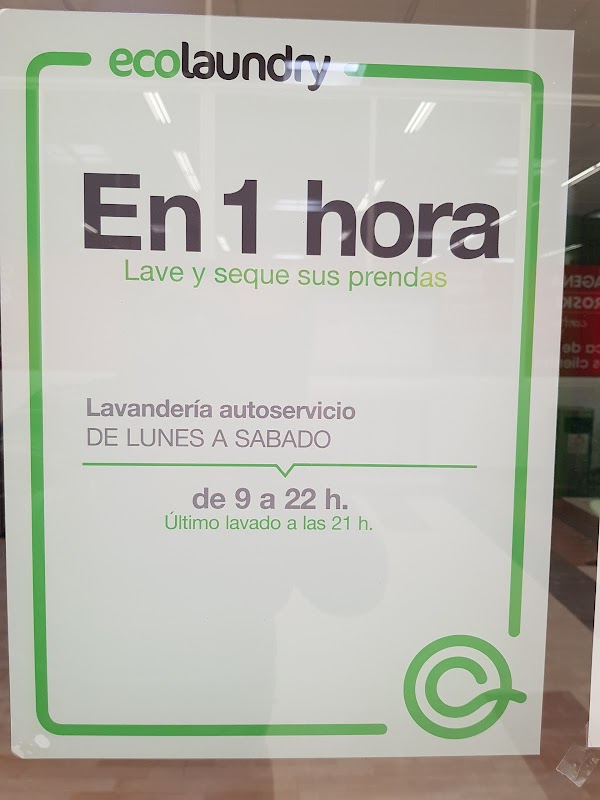 ecolaundry
En 1 hora
Lave y seque sus prendas
Lavandería autoservicio
DE LUNES A SABADO
de 9 a 22 h.
Último lavado a las 21 h.